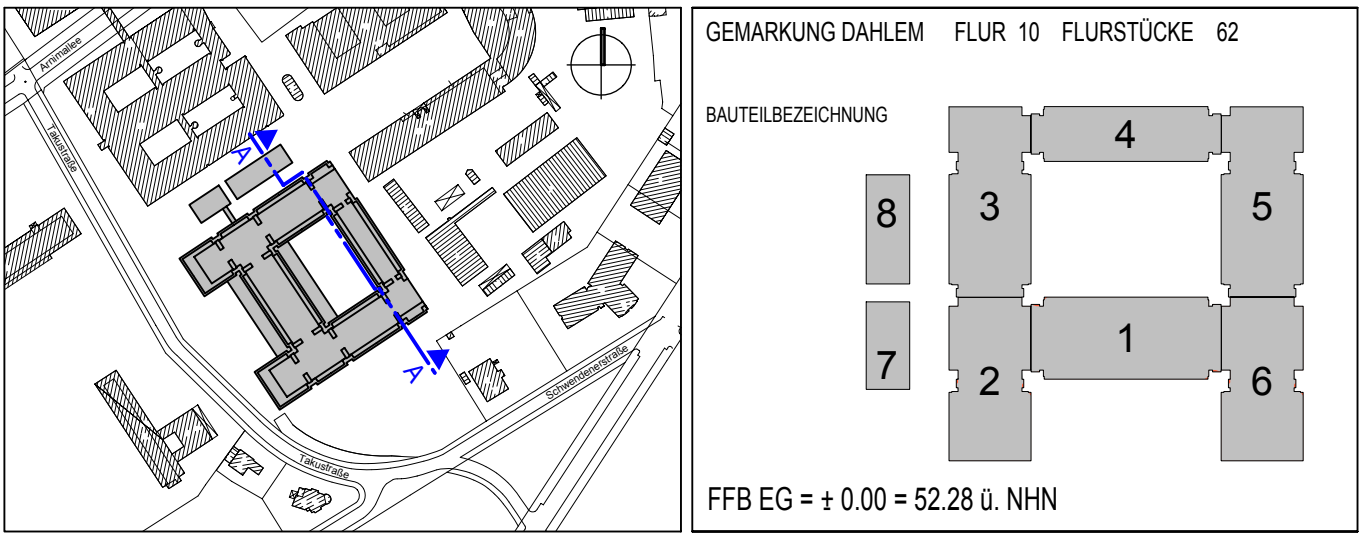 Arnimallee
Takustraße
A
A
Schwendenerstraße
Takustraße
GEMARKUNG DAHLEM FLUR 10 FLURSTÜCKE 62
BAUTEILBEZEICHNUNG
4
8
3
5
7
1
2
6
FFB EG = ± 0.00 = 52.28 ü. NHN